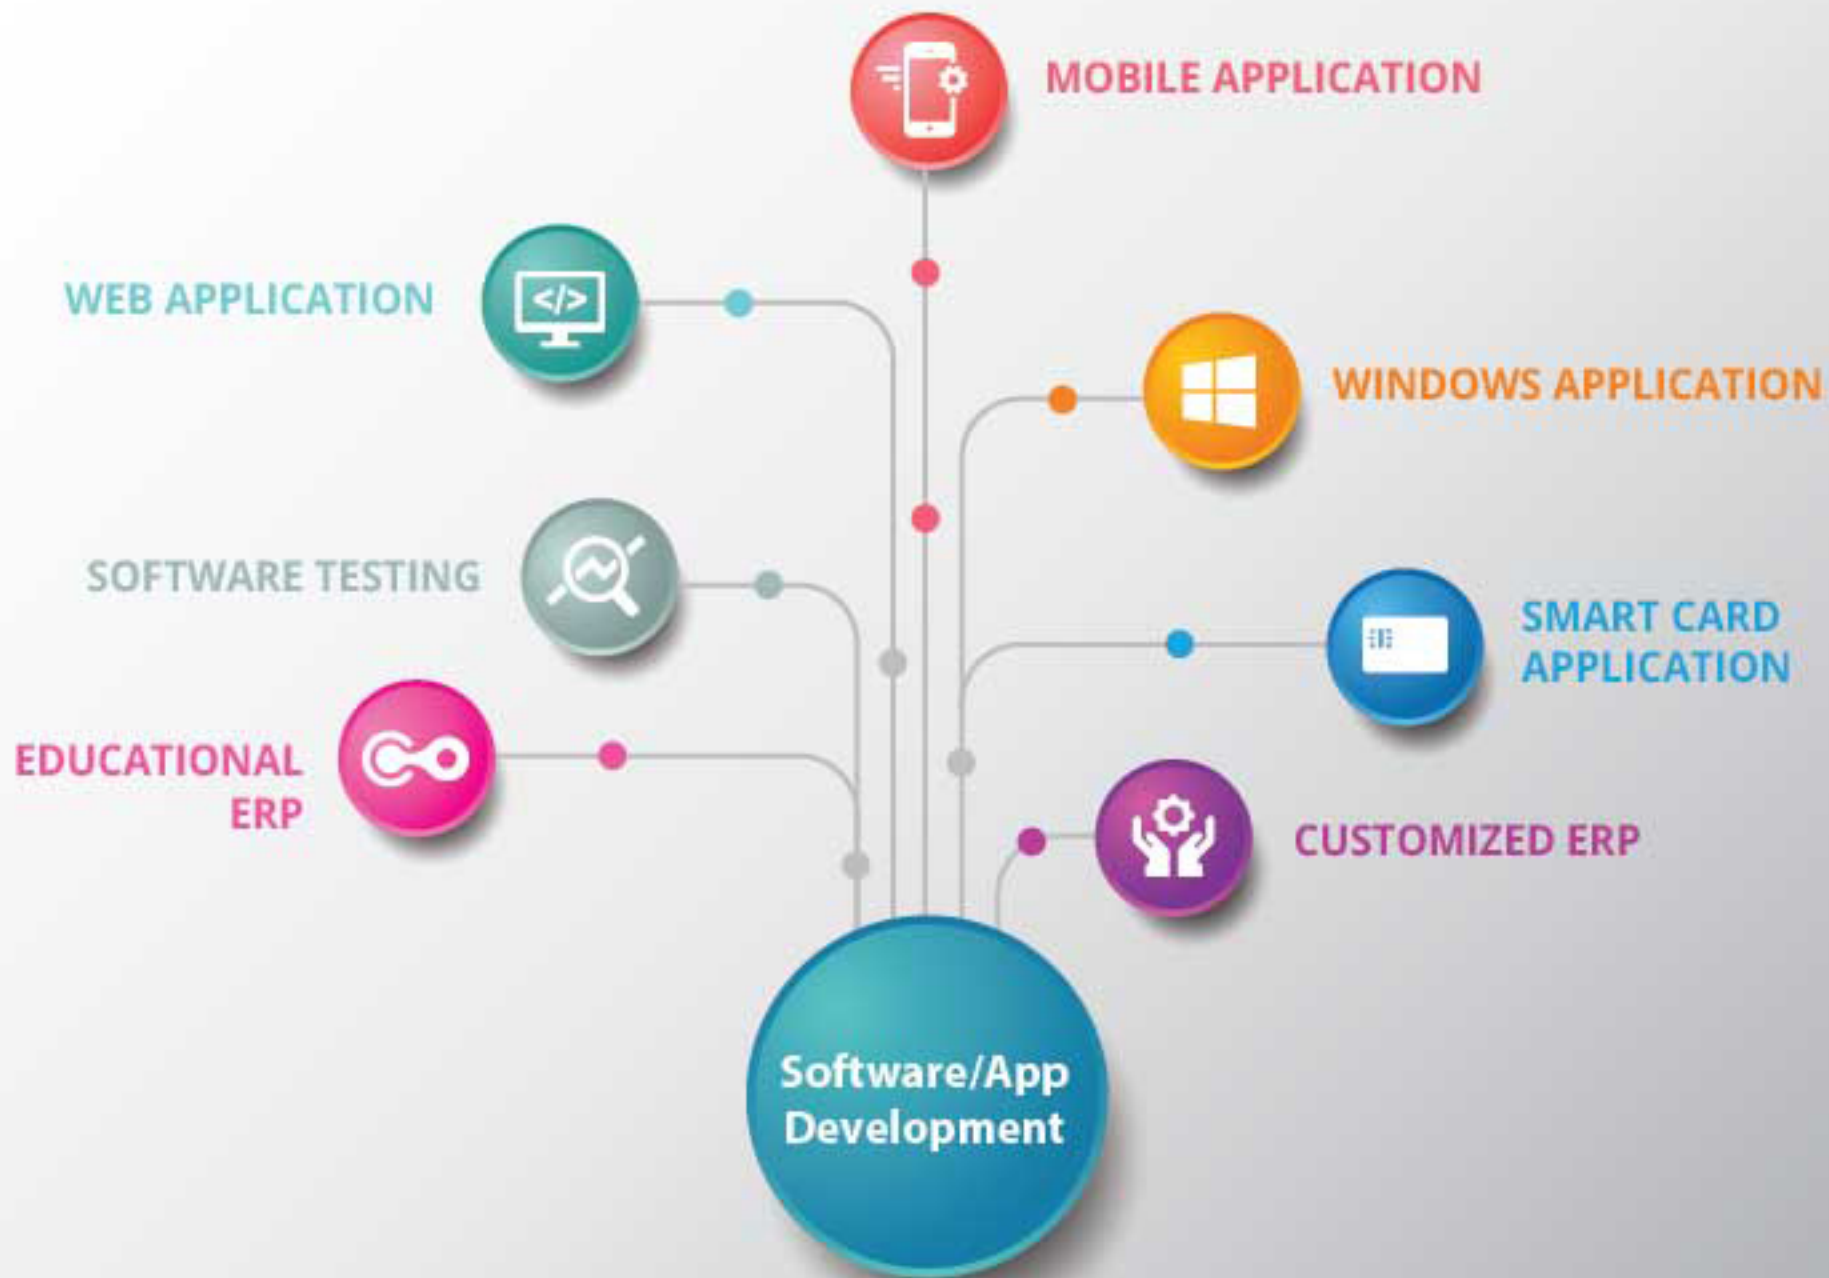 MOBILE APPLICATION
WEB APPLICATION
</>
WINDOWS APPLICATION
SOFTWARE TESTING
SMART CARD
APPLICATION
EDUCATIONAL
ERP
CUSTOMIZED ERP
Software/App
Development